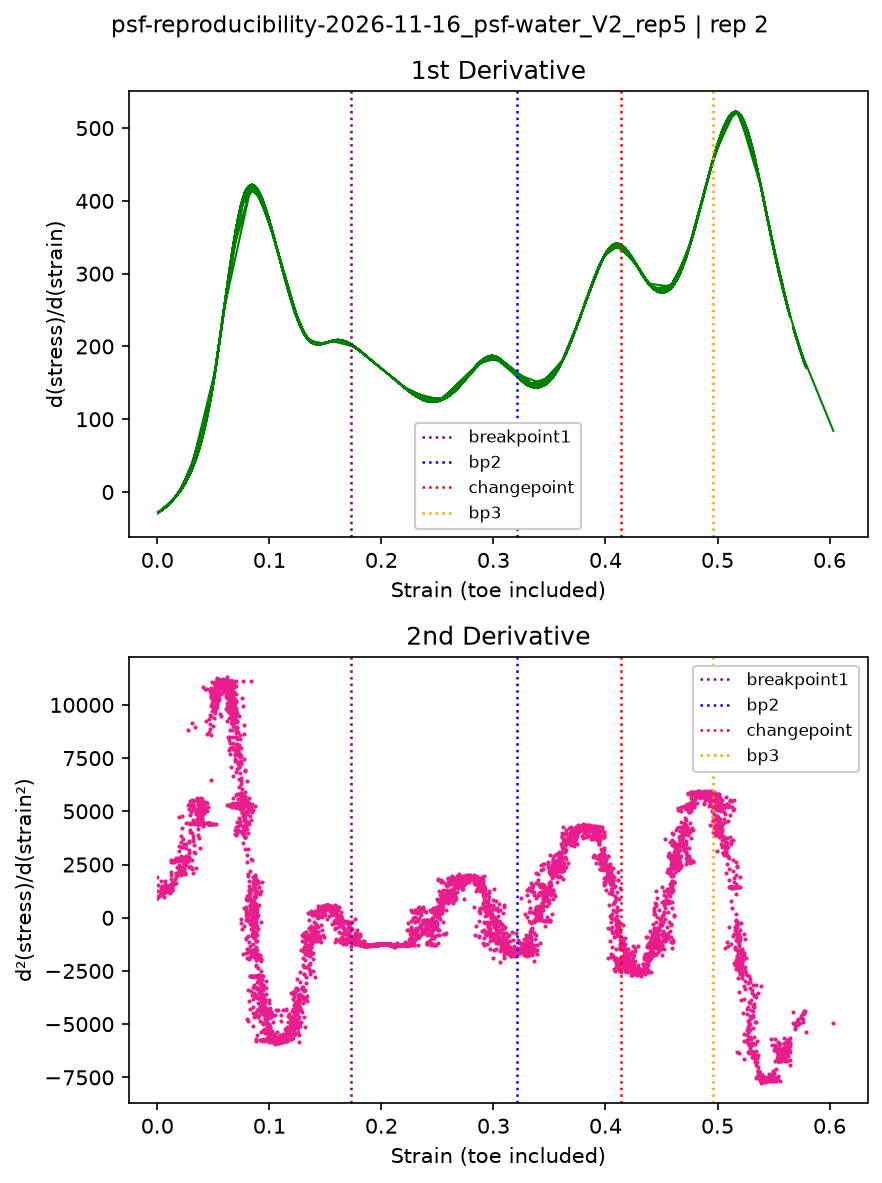 psf-reproducibility-2026-11-16_psf-water_V2_rep5 | rep 2
1st Derivative
d(stress)/d(strain)
500
400
300
200
100
0
breakpoint1
bp2
changepoint
bp3
0.0 0.1 0.2 0.3 0.4 0.5 0.6
Strain (toe included)
2nd Derivative
d²(stress)/d(strain²)
10000
7500
5000
2500
0
−2500
−5000
−7500
breakpoint1
bp2
changepoint
bp3
0.0 0.1 0.2 0.3 0.4 0.5 0.6
Strain (toe included)